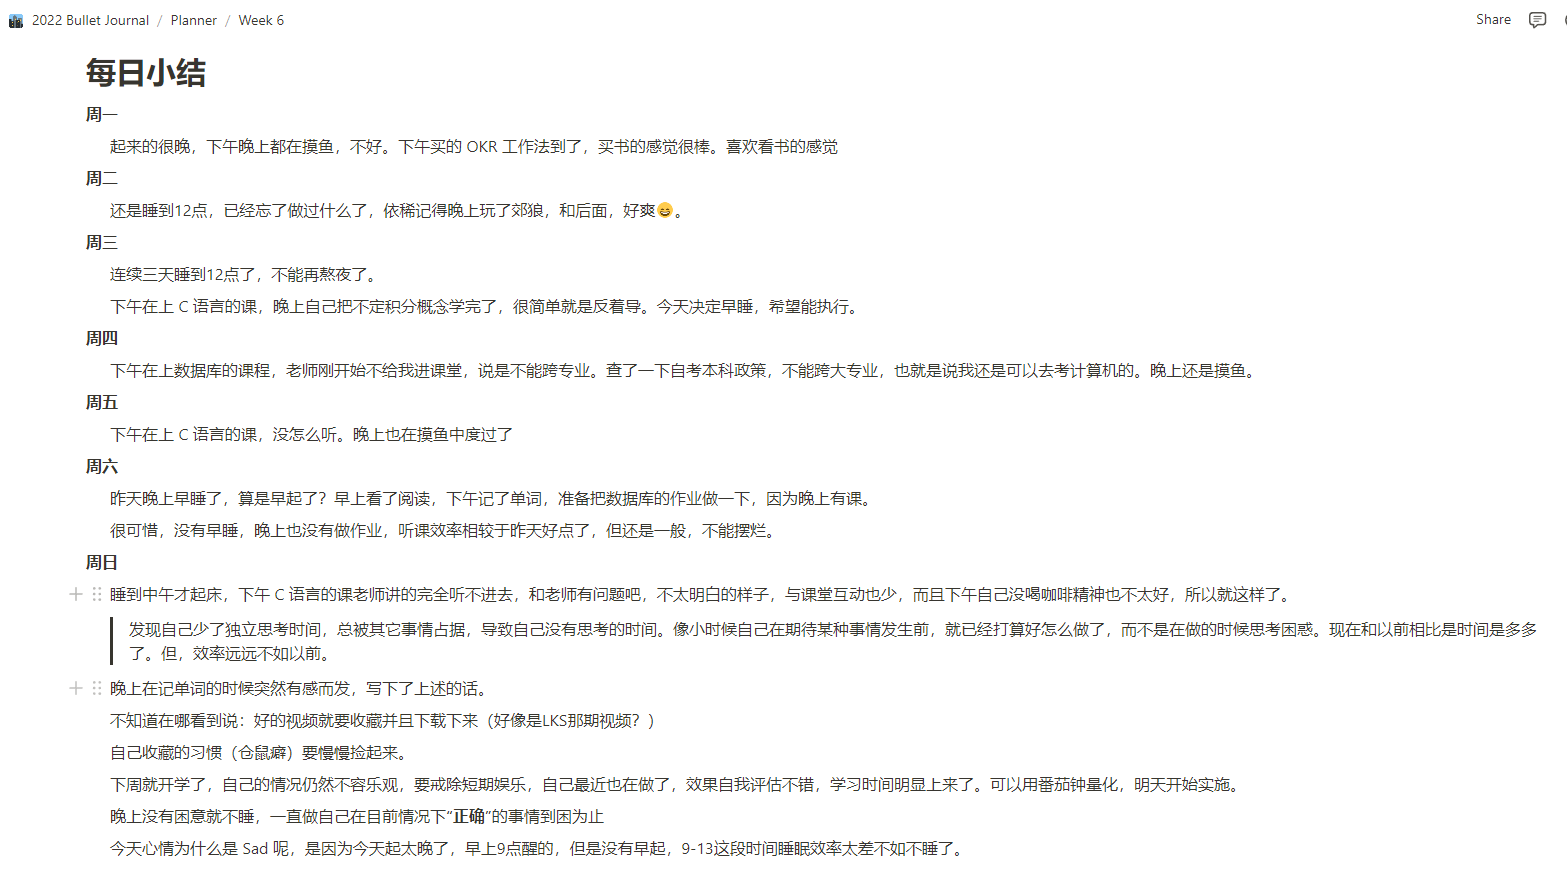 2022 Bullet Journal / Planner / Week 6
Share
每日小结
周一
起来的很晚，下午晚上都在摸鱼，不好。下午买的 OKR 工作法到了，买书的感觉很棒。喜欢看书的感觉
周二
还是睡到12点，已经忘了做过什么了，依稀记得晚上玩了郊狼，和后面，好爽😄。
周三
连续三天睡到12点了，不能再熬夜了。
下午在上 C 语言的课，晚上自己把不定积分概念学完了，很简单就是反着导。今天决定早睡，希望能执行。
周四
下午在上数据库的课程，老师刚开始不给我进课堂，说是不能跨专业。查了一下自考本科政策，不能跨大专业，也就是说我还是可以去考计算机的。晚上还是摸鱼。
周五
下午在上 C 语言的课，没怎么听。晚上也在摸鱼中度过了
周六
昨天晚上早睡了，算是早起了？早上看了阅读，下午记了单词，准备把数据库的作业做一下，因为晚上有课。
很可惜，没有早睡，晚上也没有做作业，听课效率相较于昨天好点了，但还是一般，不能摆烂。
周日
睡到中午才起床，下午 C 语言的课老师讲的完全听不进去，和老师有问题吧，不太明白的样子，与课堂互动也少，而且下午自己没喝咖啡精神也不太好，所以就这样了。
发现自己少了独立思考时间，总被其它事情占据，导致自己没有思考的时间。像小时候自己在期待某种事情发生前，就已经打算好怎么做了，而不是在做的时候思考困惑。现在和以前相比是时间是多多
了。但，效率远远不如以前。
晚上在记单词的时候突然有感而发，写下了上述的话。
不知道在哪看到说：好的视频就要收藏并且下载下来（好像是LKS那期视频？）
自己收藏的习惯（仓鼠癖）要慢慢捡起来。
下周就开学了，自己的情况仍然不容乐观，要戒除短期娱乐，自己最近也在做了，效果自我评估不错，学习时间明显上来了。可以用番茄钟量化，明天开始实施。
晚上没有困意就不睡，一直做自己在目前情况下“正确”的事情到困为止
今天心情为什么是 Sad 呢，是因为今天起太晚了，早上9点醒的，但是没有早起，9-13这段时间睡眠效率太差不如不睡了。